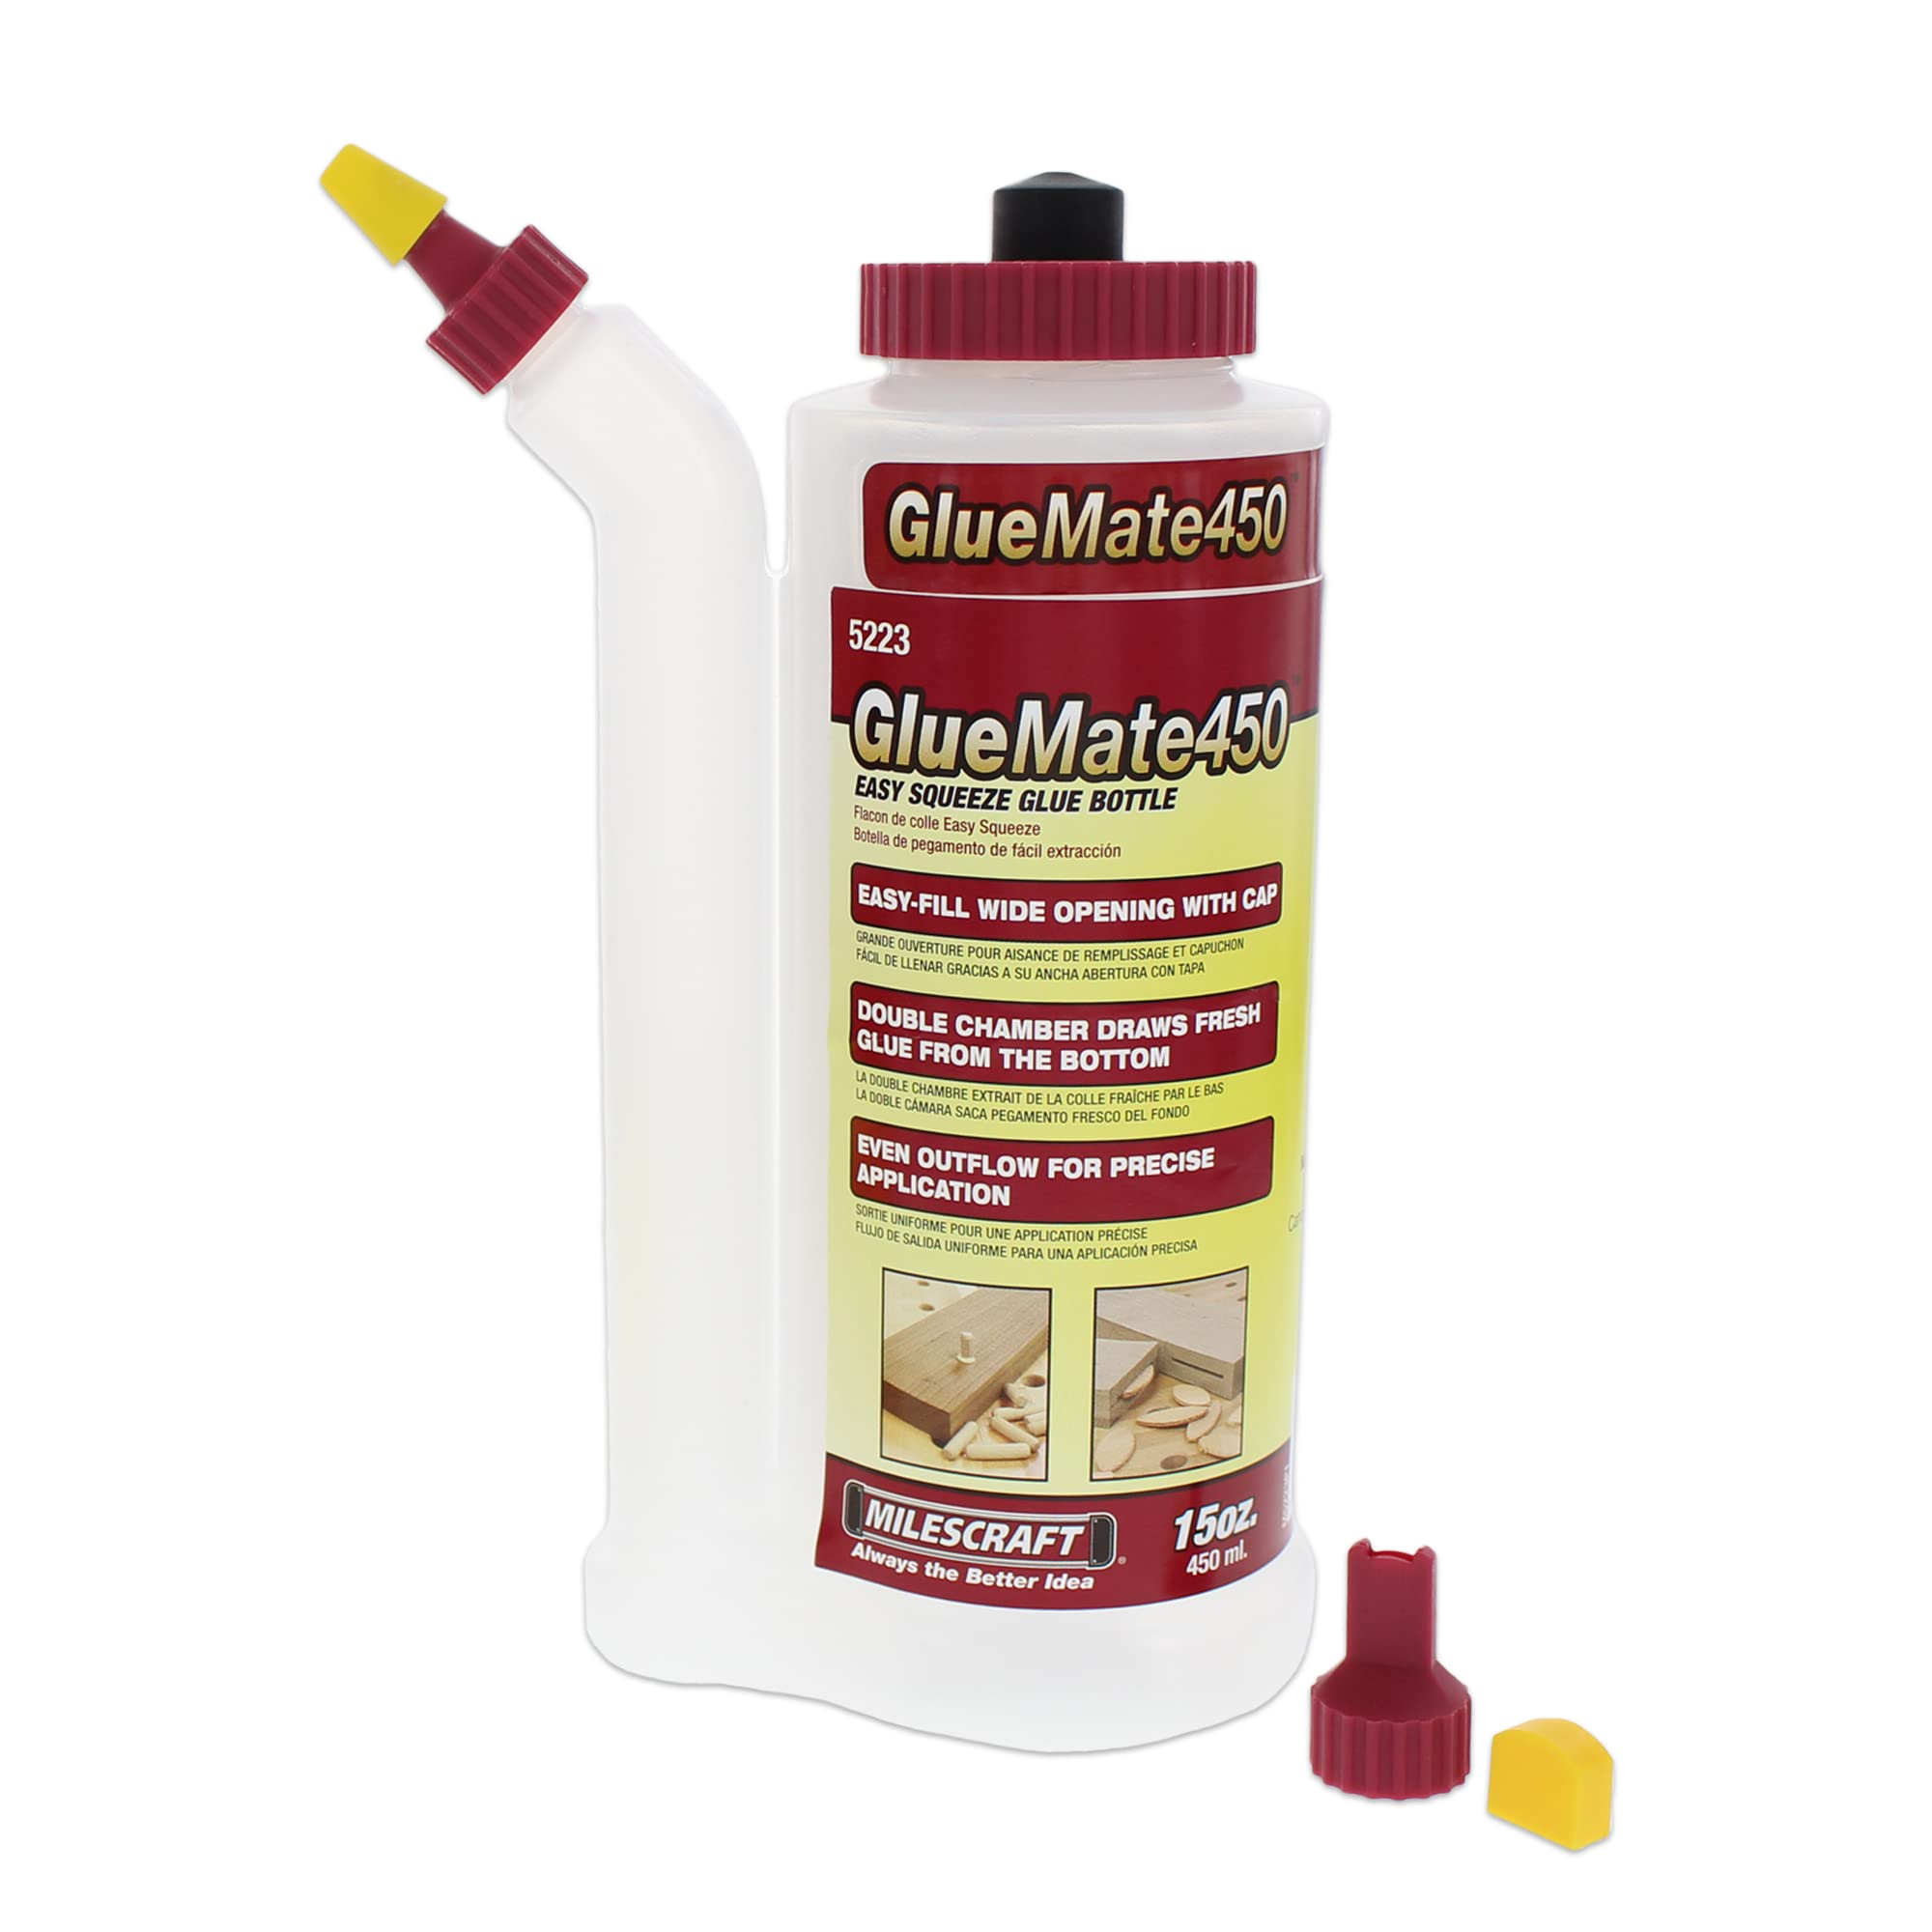 GlueMate450™
5223
GlueMate450™
EASY SQUEEZE GLUE BOTTLE
Flacon de colle Easy Squeeze
Botella de pegamento de fácil extracción
EASY-FILL WIDE OPENING WITH CAP
GRANDE OUVERTURE POUR AISANCE DE REMPLISSAGE ET CAPUCHON
FÁCIL DE LLENAR GRACIAS A SU ANCHA ABERTURA CON TAPA
DOUBLE CHAMBER DRAWS FRESH
GLUE FROM THE BOTTOM
LA DOUBLE CHAMBRE EXTRAIT DE LA COLLE FRAÎCHE PAR LE BAS
LA DOBLE CÁMARA SACA PEGAMENTO FRESCO DEL FONDO
EVEN OUTFLOW FOR PRECISE
APPLICATION
SORTIE UNIFORME POUR UNE APPLICATION PRÉCISE
FLUJO DE SALIDA UNIFORME PARA UNA APLICACIÓN PRECISA
MILESCRAFT®
Always the Better Idea
15oz.
450 ml.